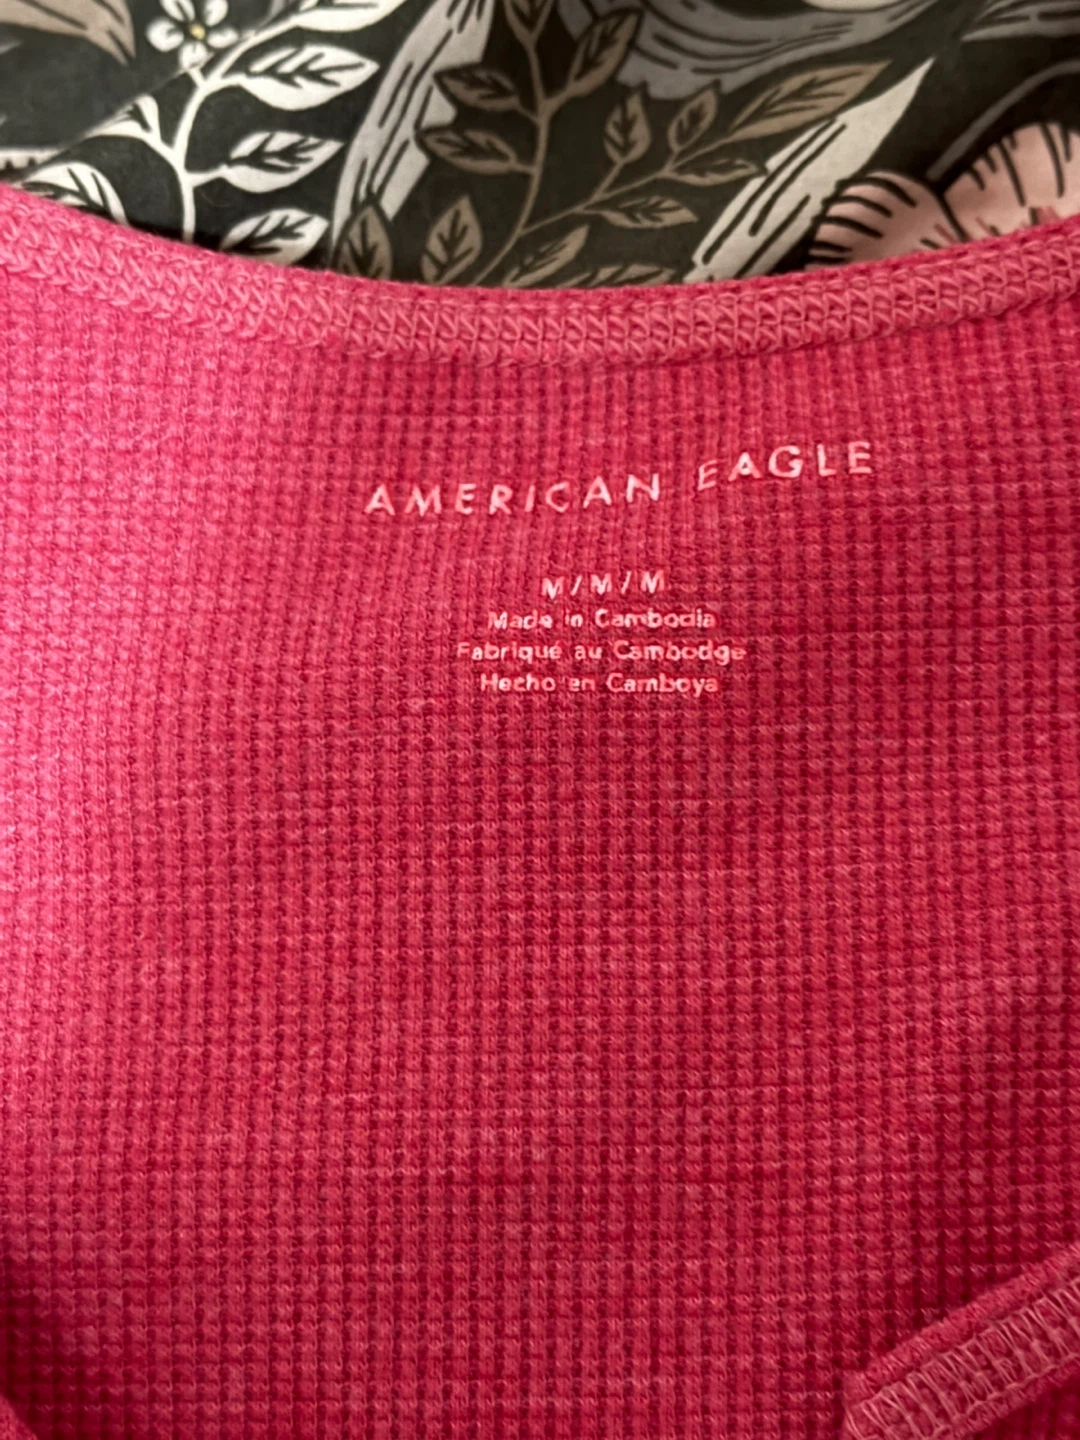 AMERICAN EAGLE
M/M/M
Made in Cambodia
Fabriqué au Cambodge
Hecho en Camboya